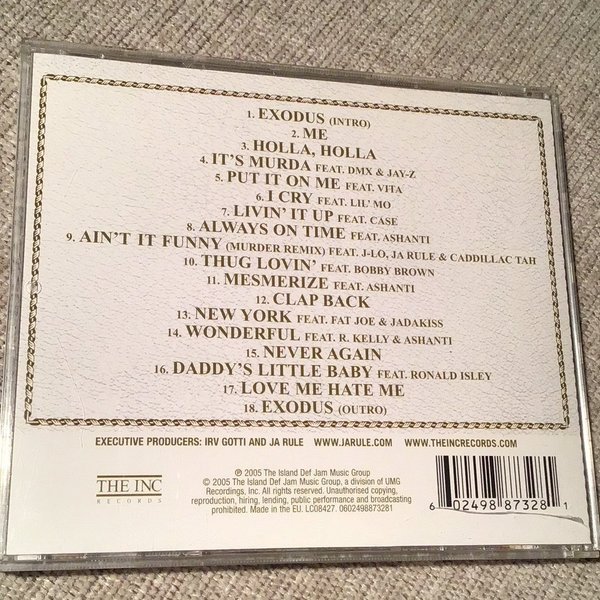 1. EXODUS (INTRO)
2. ME
3. HOLLA, HOLLA
4. IT'S MURDA FEAT. DMX & JAY-Z
5. PUT IT ON ME FEAT. VITA
6. I CRY FEAT. LIL' MO
7. LIVIN' IT UP FEAT. CASE
8. ALWAYS ON TIME FEAT. ASHANTI
9. AIN'T IT FUNNY (MURDER REMIX) FEAT. J-LO, JA RULE & CADDILLAC TAH
10. THUG LOVIN' FEAT. BOBBY BROWN
11. MESMERIZE FEAT. ASHANTI
12. CLAP BACK
13. NEW YORK FEAT. FAT JOE & JADAKISS
14. WONDERFUL FEAT. R. KELLY & ASHANTI
15. NEVER AGAIN
16. DADDY'S LITTLE BABY FEAT. RONALD ISLEY
17. LOVE ME HATE ME
18. EXODUS (OUTRO)
EXECUTIVE PRODUCERS: IRV GOTTI AND JA RULE WWW.JARULE.COM WWW.THEINCRECORDS.COM
THE INC
RECORDS
℗ 2005 The Island Def Jam Music Group
© 2005 The Island Def Jam Music Group, a division of UMG
Recordings, Inc. All rights reserved. Unauthorised copying,
reproduction, hiring, lending, public performance and broadcasting
prohibited. Made in the EU. LC08427. 0602498873281
6 02498 87328 1